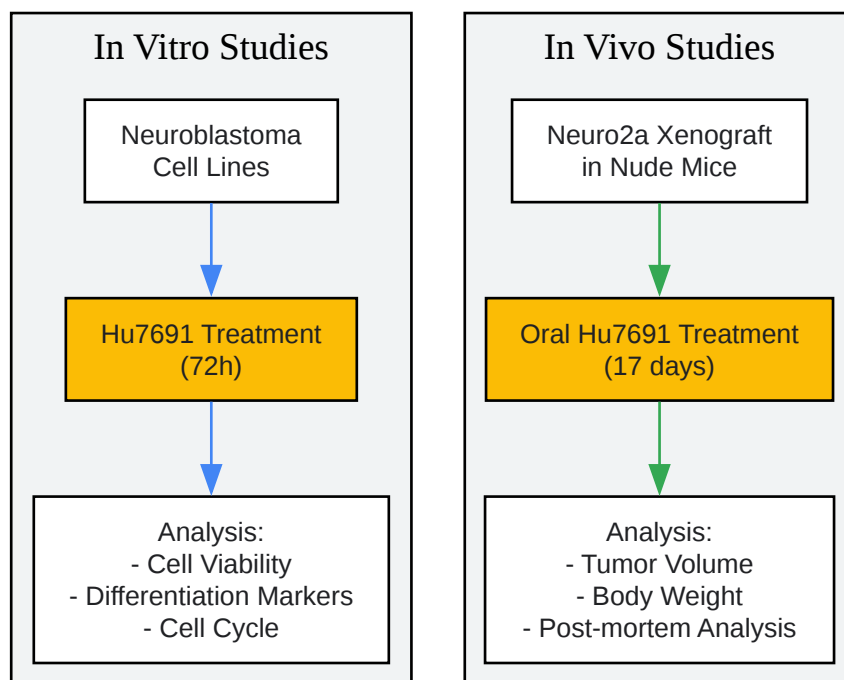 In Vitro Studies
Neuroblastoma
Cell Lines
Hu7691 Treatment
(72h)
Analysis:
- Cell Viability
- Differentiation Markers
- Cell Cycle
In Vivo Studies
Neuro2a Xenograft
in Nude Mice
Oral Hu7691 Treatment
(17 days)
Analysis:
- Tumor Volume
- Body Weight
- Post-mortem Analysis